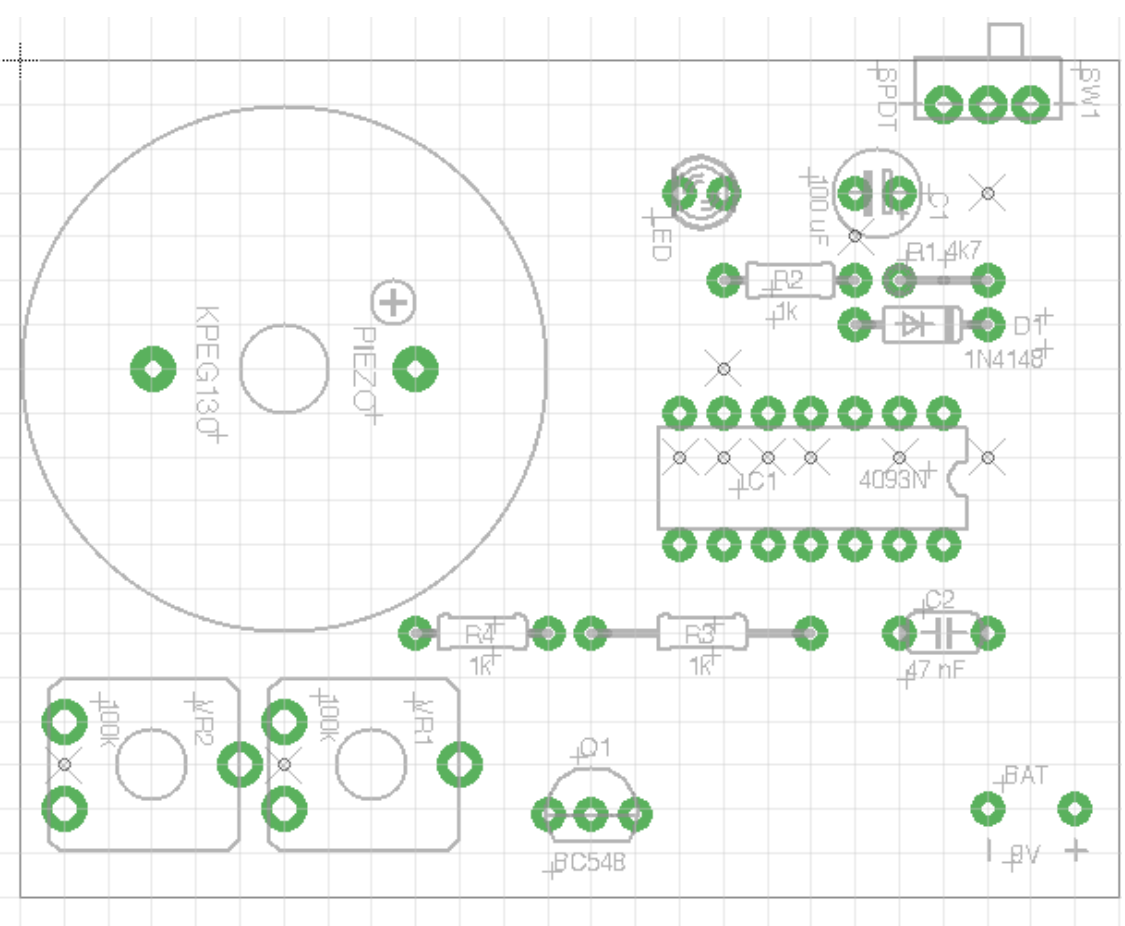 SPDT
SW1
100 uF
C1
LED
R1
4k7
R2
1k
D1
1N4148
KPEG130
PIEZO
IC1
4093N
C2
47 nF
R4
1k
R3
1k
100k
VR2
100k
VR1
Q1
BC548
BAT
- 9V +